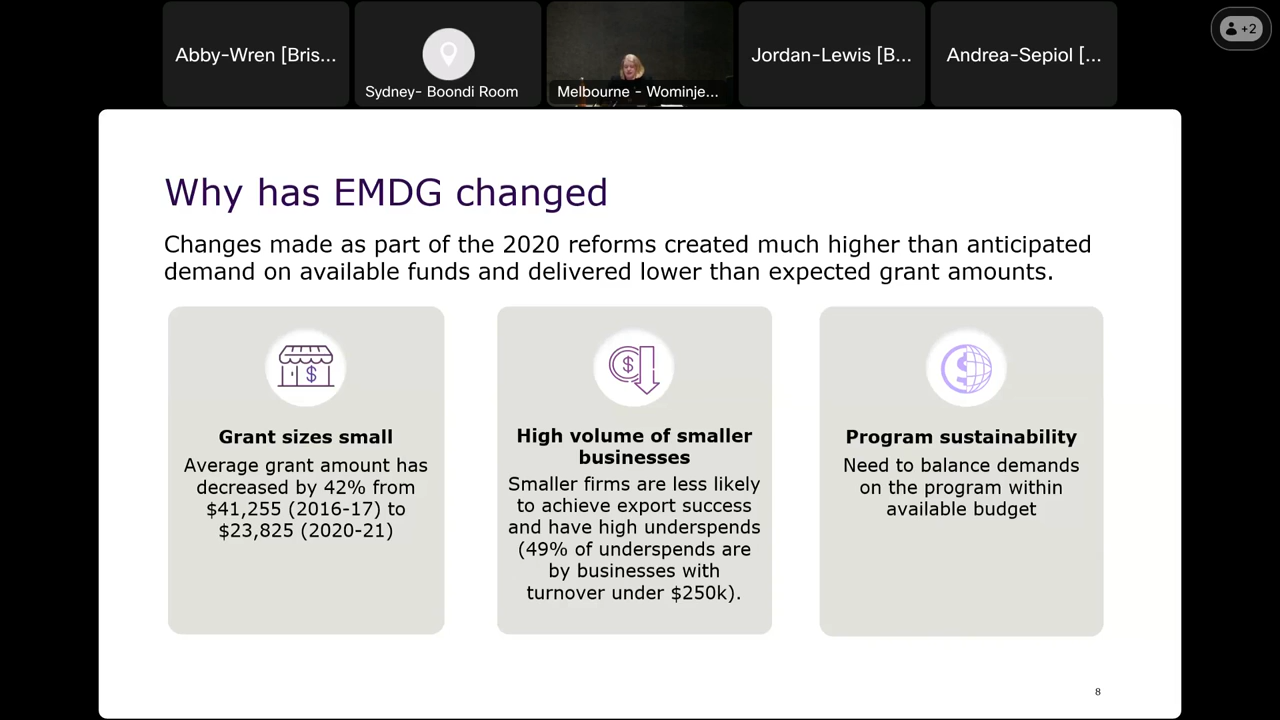 Abby-Wren [Bris...
Sydney- Boondi Room
Melbourne - Wominje...
Jordan-Lewis [B...
Andrea-Sepiol [...
+2
Why has EMDG changed
Changes made as part of the 2020 reforms created much higher than anticipated
demand on available funds and delivered lower than expected grant amounts.
$
Grant sizes small
Average grant amount has
decreased by 42% from
$41,255 (2016-17) to
$23,825 (2020-21)
$
High volume of smaller
businesses
Smaller firms are less likely
to achieve export success
and have high underspends
(49% of underspends are
by businesses with
turnover under $250k).
$
Program sustainability
Need to balance demands
on the program within
available budget
8